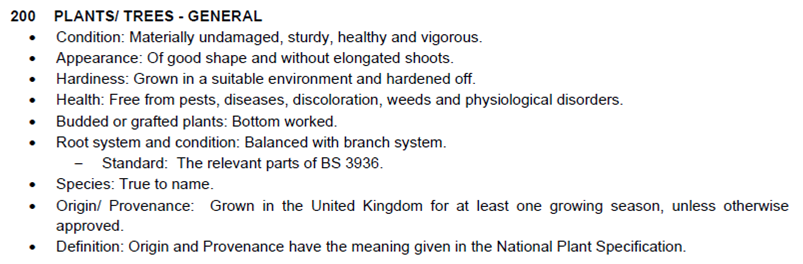 200 PLANTS/ TREES - GENERAL
• Condition: Materially undamaged, sturdy, healthy and vigorous.
• Appearance: Of good shape and without elongated shoots.
• Hardiness: Grown in a suitable environment and hardened off.
• Health: Free from pests, diseases, discoloration, weeds and physiological disorders.
• Budded or grafted plants: Bottom worked.
• Root system and condition: Balanced with branch system.
– Standard: The relevant parts of BS 3936.
• Species: True to name.
• Origin/ Provenance: Grown in the United Kingdom for at least one growing season, unless otherwise
approved.
• Definition: Origin and Provenance have the meaning given in the National Plant Specification.